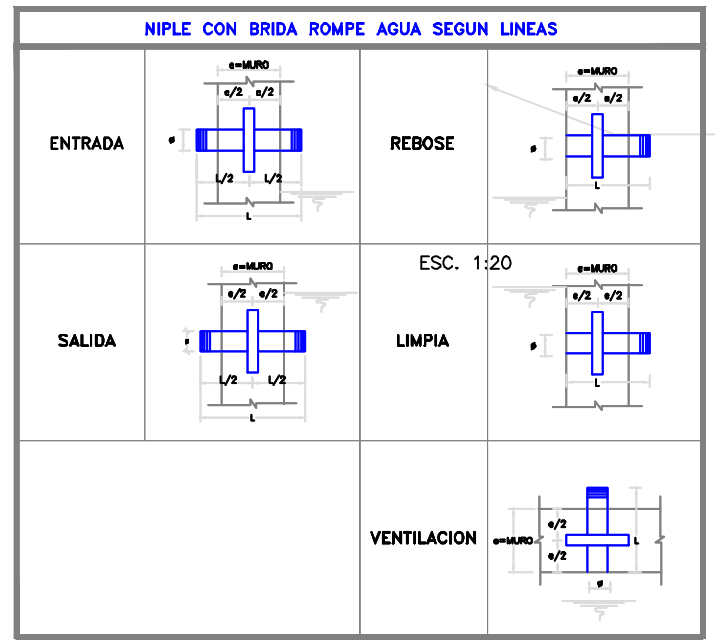 NIPLE CON BRIDA ROMPE AGUA SEGUN LINEAS
ENTRADA
e=MURO
e/2 e/2
ø
L/2 L/2
L
REBOSE
e=MURO
e/2 e/2
ø
L
ESC. 1:20
SALIDA
e=MURO
e/2 e/2
L/2 L/2
L
LIMPIA
e=MURO
e/2 e/2
ø
L
VENTILACION
e=MURO
e/2
e/2
L
ø